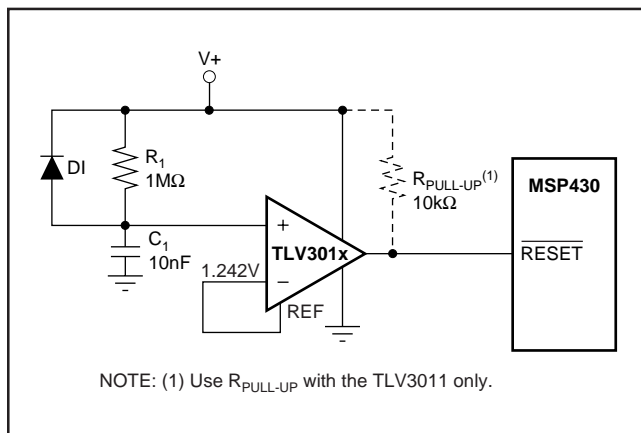 V+
DI
R1
1MΩ
C1
10nF
RPULL-UP(1)
10kΩ
MSP430
+
TLV301x
RESET
1.242V
−
REF
NOTE: (1) Use RPULL-UP with the TLV3011 only.